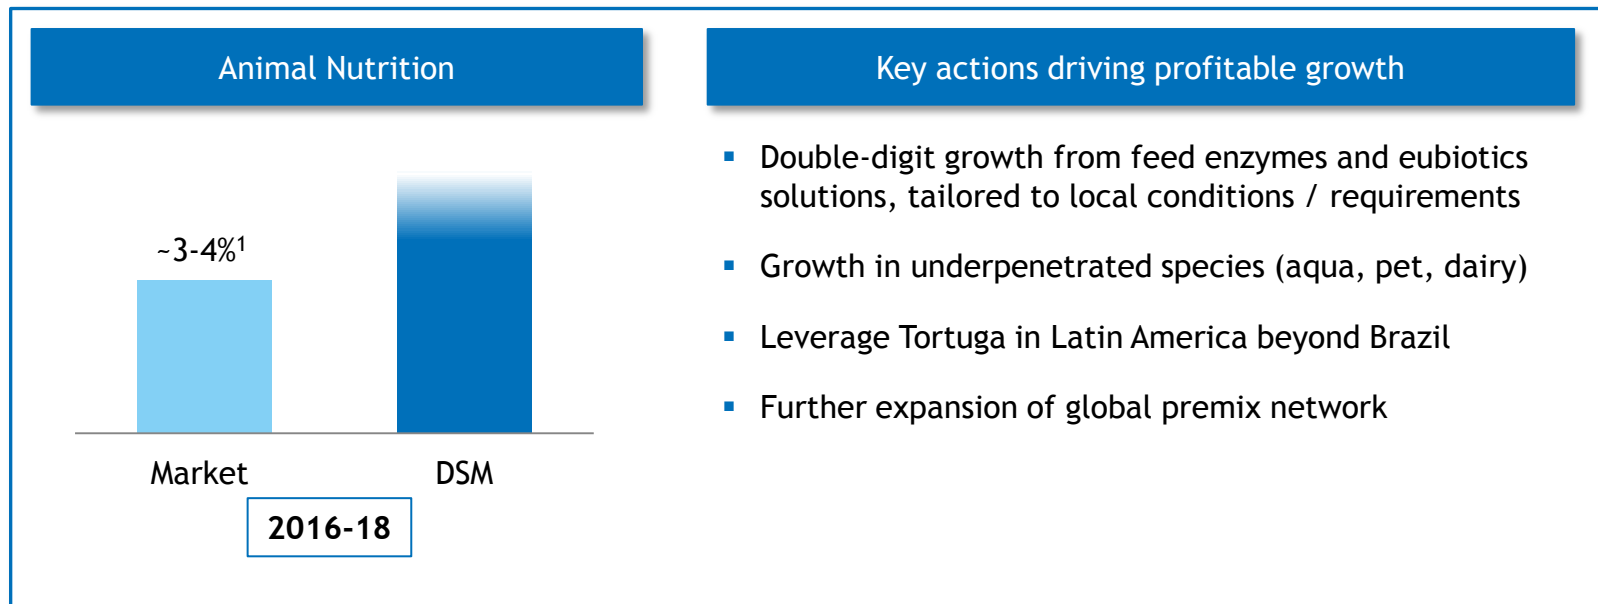 Animal Nutrition
~3-4%¹
Market
DSM
2016-18
Key actions driving profitable growth
▪ Double-digit growth from feed enzymes and eubiotics
solutions, tailored to local conditions / requirements
▪ Growth in underpenetrated species (aqua, pet, dairy)
▪ Leverage Tortuga in Latin America beyond Brazil
▪ Further expansion of global premix network